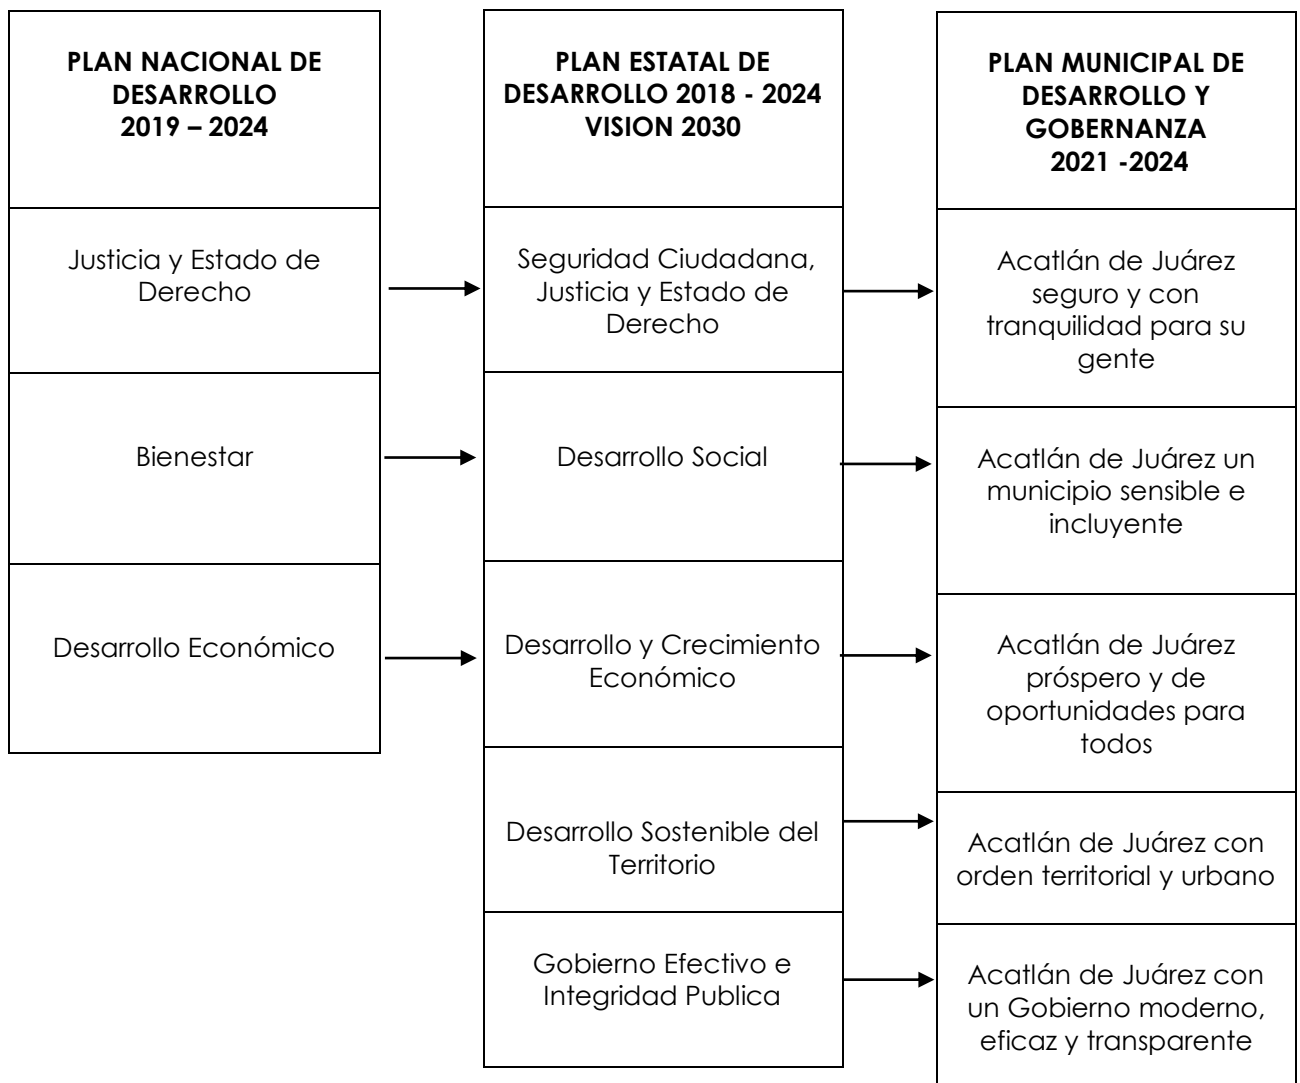 PLAN NACIONAL DE
DESARROLLO
2019 – 2024
Justicia y Estado de
Derecho
Bienestar
Desarrollo Económico
PLAN ESTATAL DE
DESARROLLO 2018 - 2024
VISION 2030
Seguridad Ciudadana,
Justicia y Estado de
Derecho
Desarrollo Social
Desarrollo y Crecimiento
Económico
Desarrollo Sostenible del
Territorio
Gobierno Efectivo e
Integridad Publica
PLAN MUNICIPAL DE
DESARROLLO Y
GOBERNANZA
2021 -2024
Acatlán de Juárez
seguro y con
tranquilidad para su
gente
Acatlán de Juárez un
municipio sensible e
incluyente
Acatlán de Juárez
próspero y de
oportunidades para
todos
Acatlán de Juárez con
orden territorial y urbano
Acatlán de Juárez con
un Gobierno moderno,
eficaz y transparente